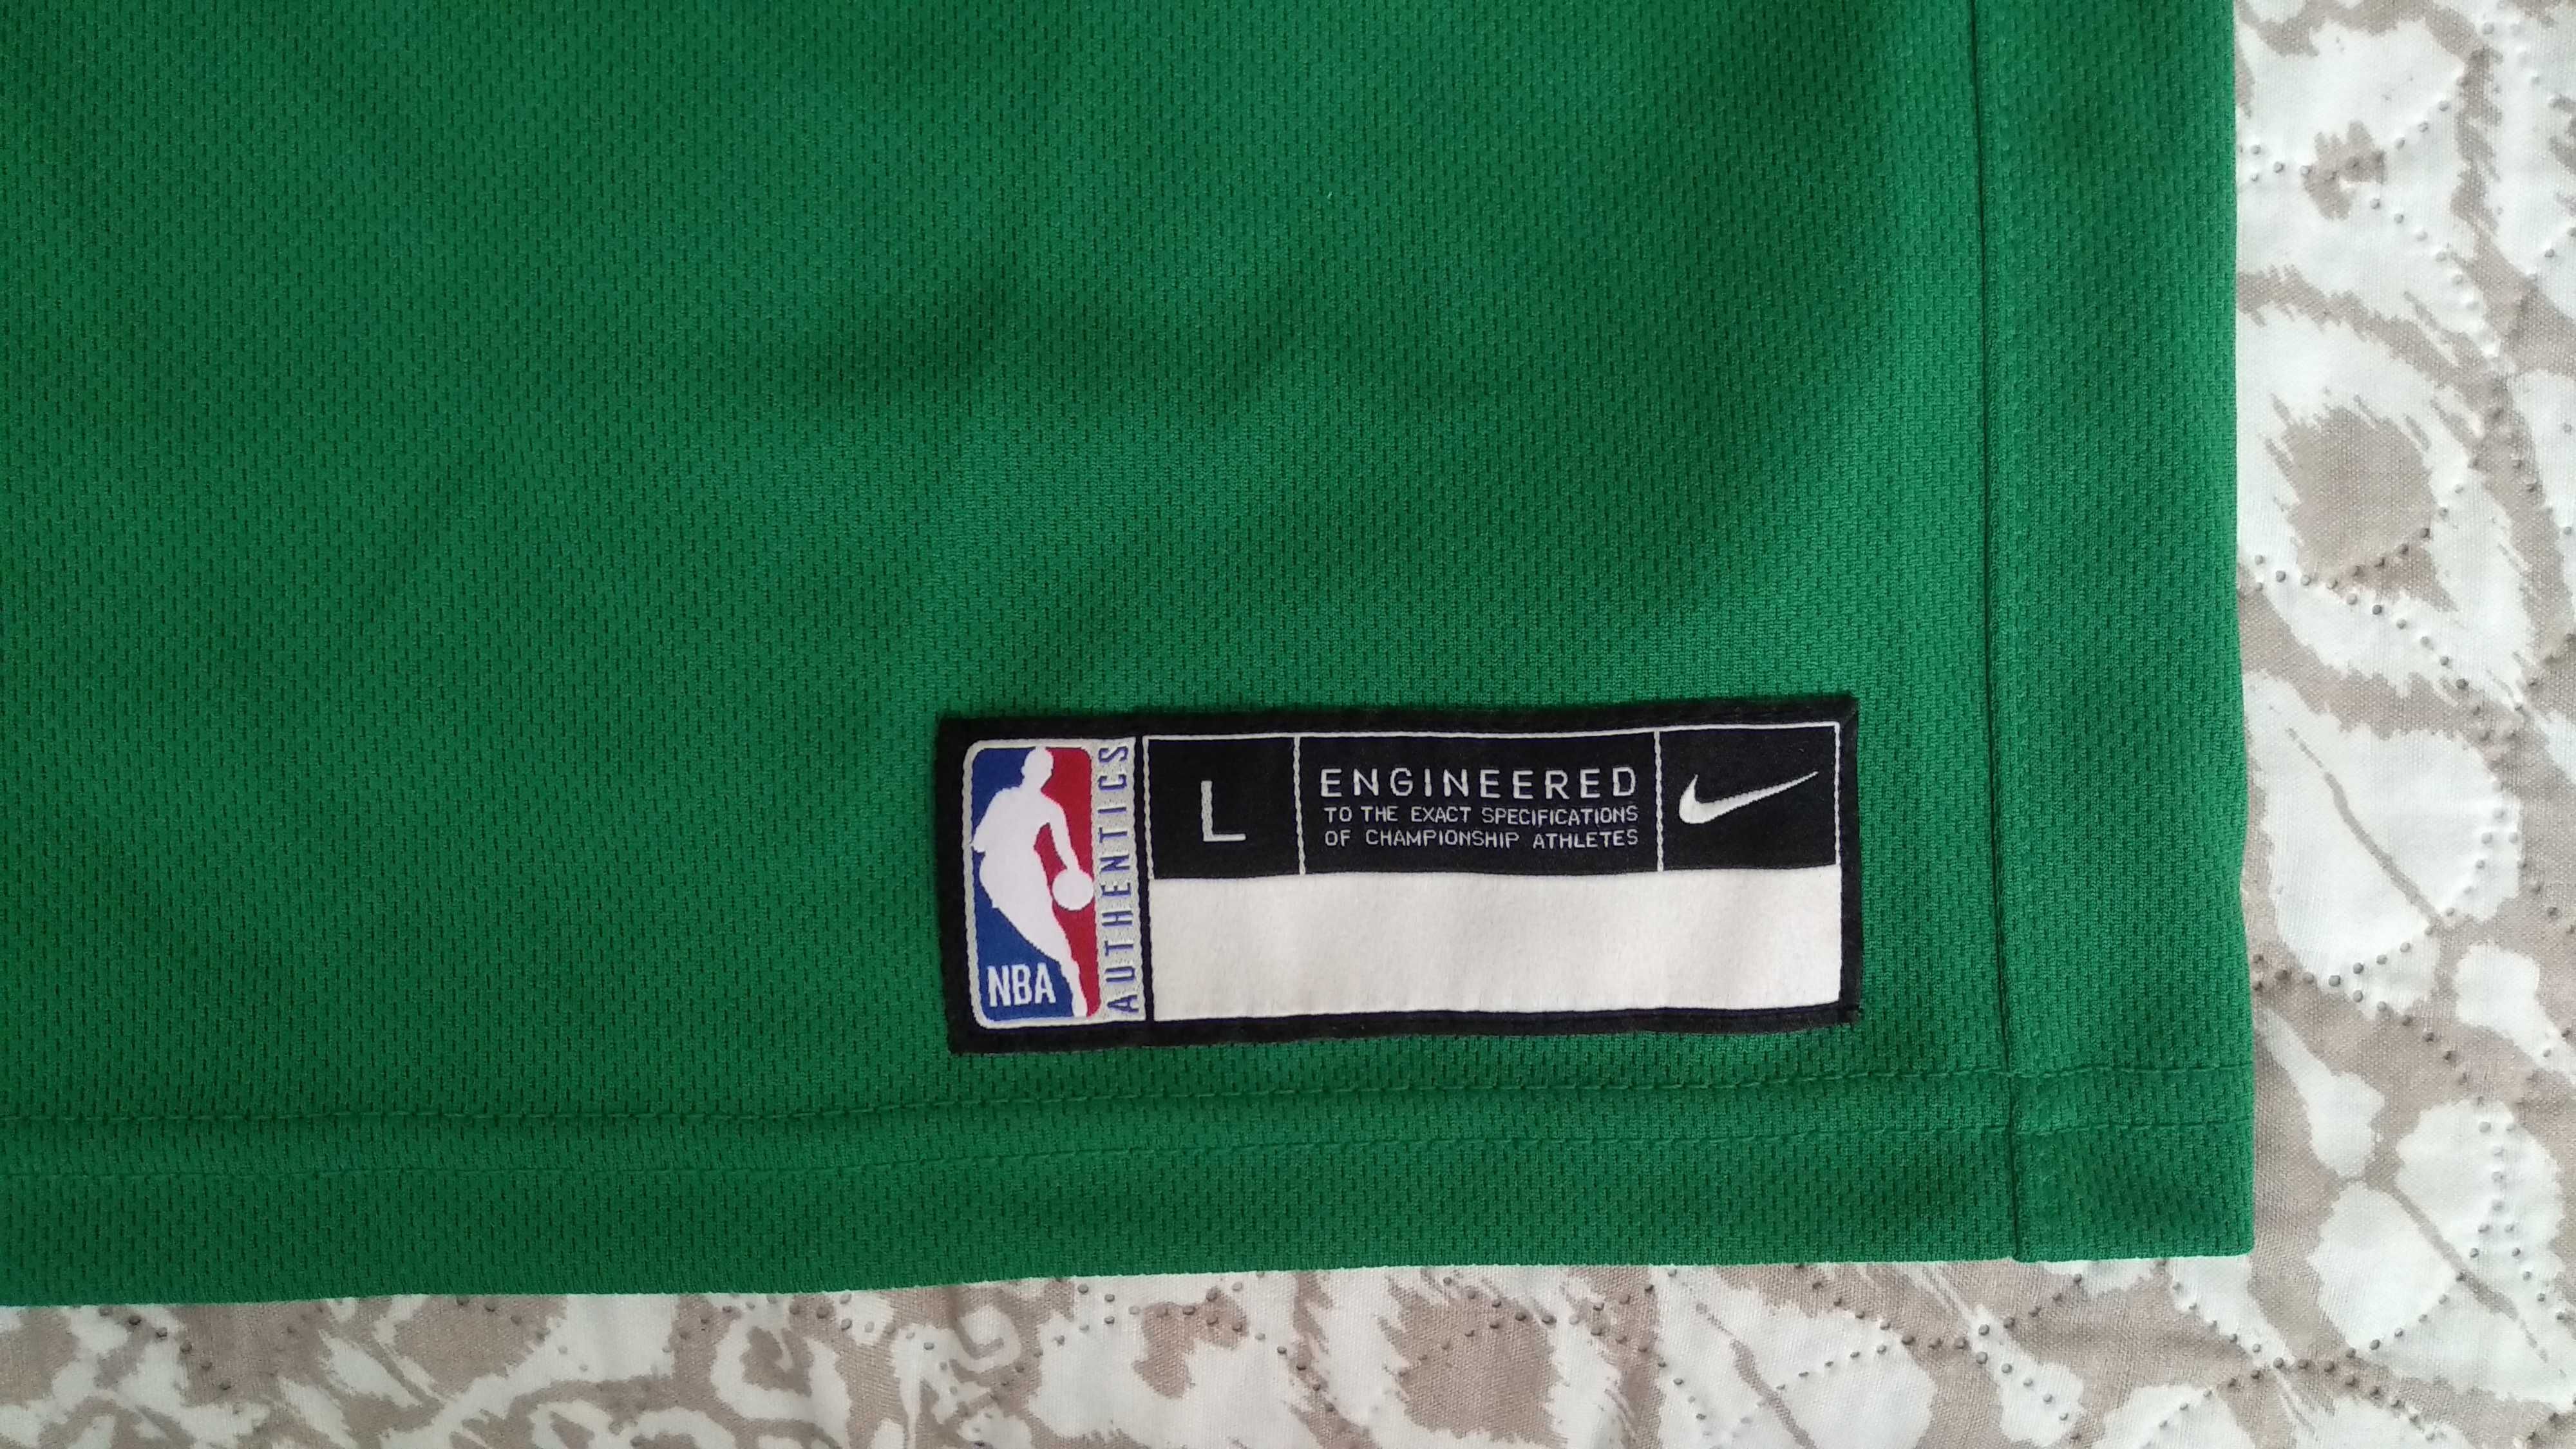 NBA
AUTHENTICS
L
ENGINEERED
TO THE EXACT SPECIFICATIONS
OF CHAMPIONSHIP ATHLETES